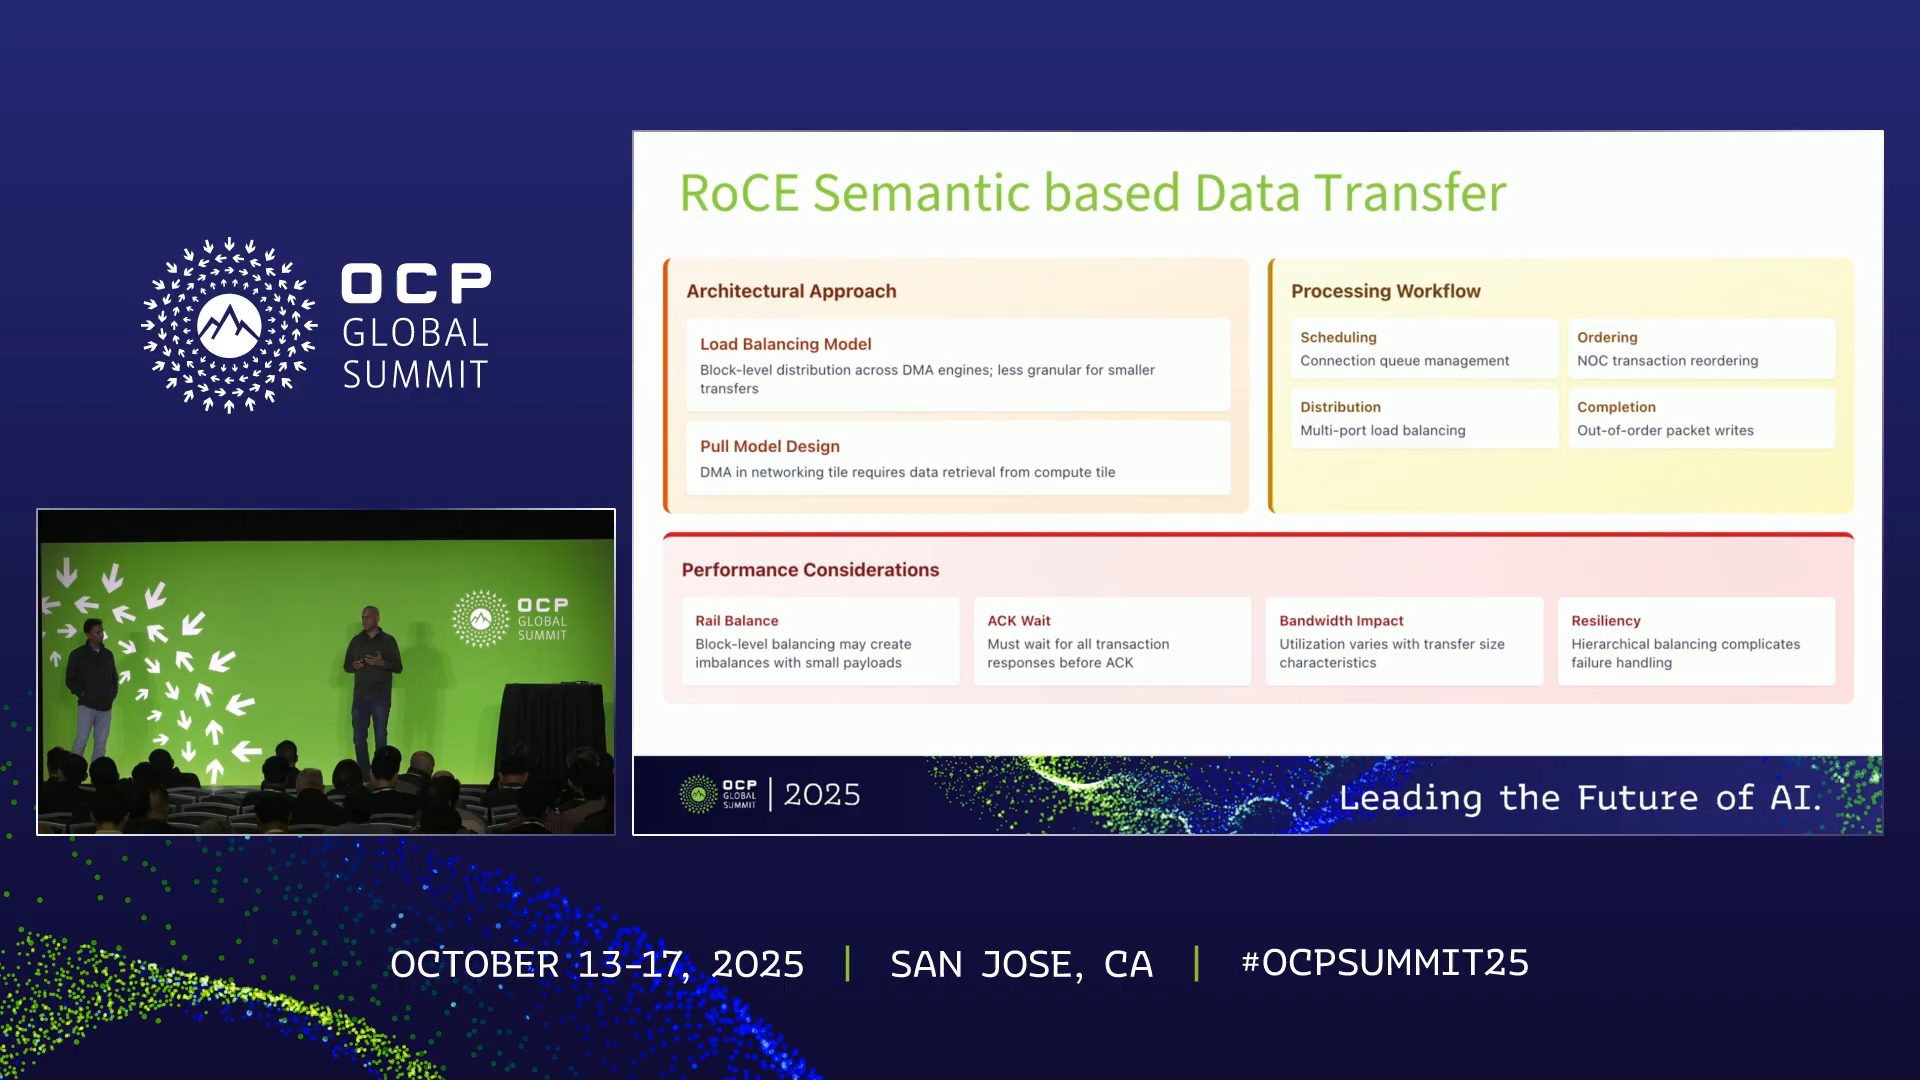 OCP
GLOBAL
SUMMIT
OCP
GLOBAL
SUMMIT
RoCE Semantic based Data Transfer
Architectural Approach
Load Balancing Model
Block-level distribution across DMA engines; less granular for smaller
transfers
Pull Model Design
DMA in networking tile requires data retrieval from compute tile
Processing Workflow
Scheduling
Connection queue management
Ordering
NOC transaction reordering
Distribution
Multi-port load balancing
Completion
Out-of-order packet writes
Performance Considerations
Rail Balance
Block-level balancing may create
imbalances with small payloads
ACK Wait
Must wait for all transaction
responses before ACK
Bandwidth Impact
Utilization varies with transfer size
characteristics
Resiliency
Hierarchical balancing complicates
failure handling
OCP
GLOBAL
SUMMIT
2025
Leading the Future of AI.
OCTOBER 13-17, 2025 | SAN JOSE, CA | #OCPSUMMIT25